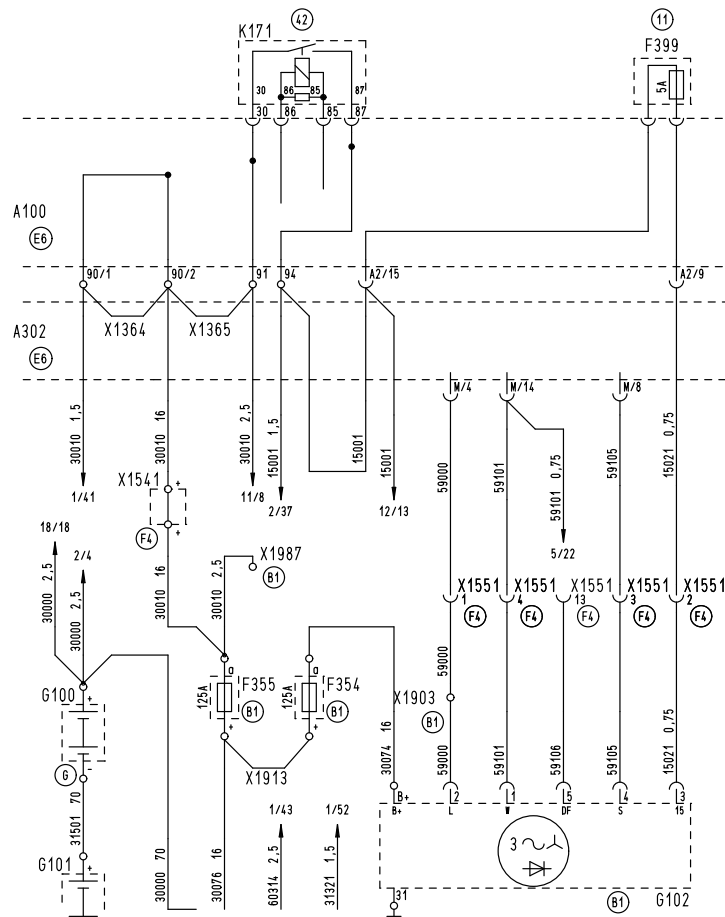 42
11
K171
F399
5A
30 86 85 87
30 86 85 87
A100
E6
90/1 90/2 91 94 A2/15 A2/9
X1364 X1365
A302
E6
M/4 M/14 M/8
30010 1,5
30010 16
30010 2,5
15001 1,5
15001
15001
59000
59101
59101 0,75
59105
15021 0,75
X1541
+
+
F4
1/41
11/8
2/37
12/13
5/22
18/18
2/4
30000 2,5
30000 2,5
30010 16
30010 2,5
X1987
B1
X1551 X1551 X1551 X1551 X1551
1 4 13 3 2
F4 F4 F4 F4 F4
G100
+
-
G
a
125A
F355
B1
+
a
125A
F354
B1
+
X1913
X1903
B1
59000
59000
59101
59106
59105
15021 0,75
30074 16
31501 70
G101
+
30000 70
30076 16
1/43
60314 2,5
1/52
31321 1,5
B+ 2 1 5 4 3
B+ L W DF S 15
3
31
B1
G102